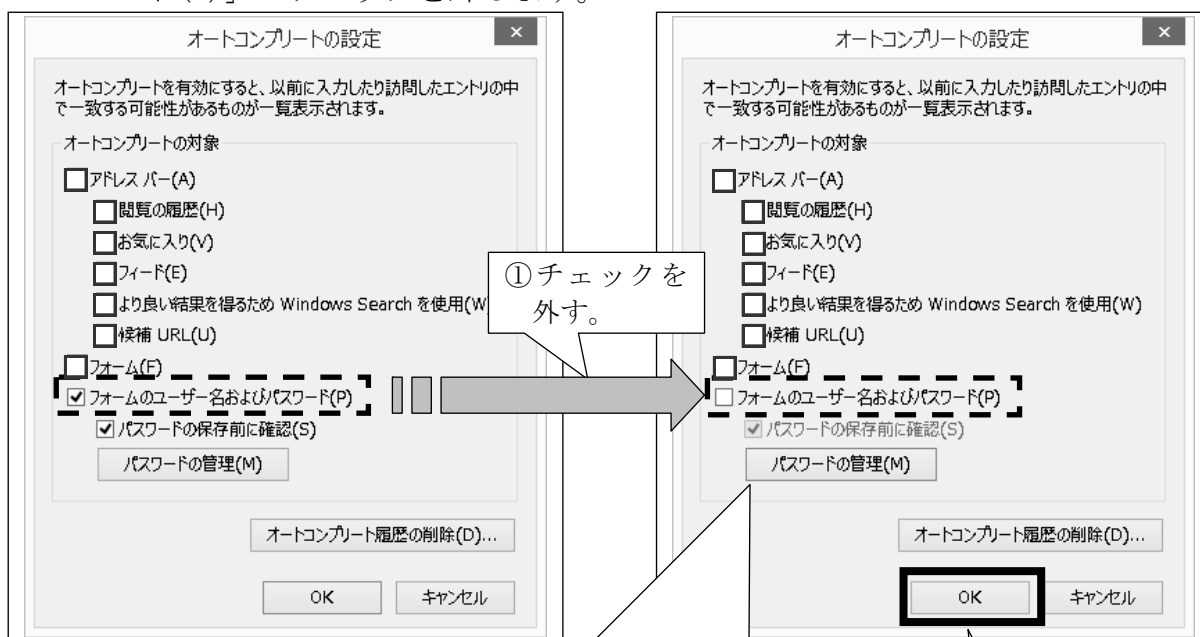 オートコンプリートの設定
オートコンプリートを有効にすると、以前に入力したり訪問したエントリの中
で一致する可能性があるものが一覧表示されます。
オートコンプリートの対象
アドレス バー(A)
閲覧の履歴(H)
お気に入り(V)
フィード(E)
より良い結果を得るため Windows Search を使用(W
候補 URL(U)
フォーム(F)
フォームのユーザー名およびパスワード(P)
パスワードの保存前に確認(S)
パスワードの管理(M)
オートコンプリート履歴の削除(D)...
OK
キャンセル
①チェックを
外す。
オートコンプリートの設定
オートコンプリートを有効にすると、以前に入力したり訪問したエントリの中
で一致する可能性があるものが一覧表示されます。
オートコンプリートの対象
アドレス バー(A)
閲覧の履歴(H)
お気に入り(V)
フィード(E)
より良い結果を得るため Windows Search を使用(W)
候補 URL(U)
フォーム(F)
フォームのユーザー名およびパスワード(P)
パスワードの保存前に確認(S)
パスワードの管理(M)
オートコンプリート履歴の削除(D)...
OK
キャンセル